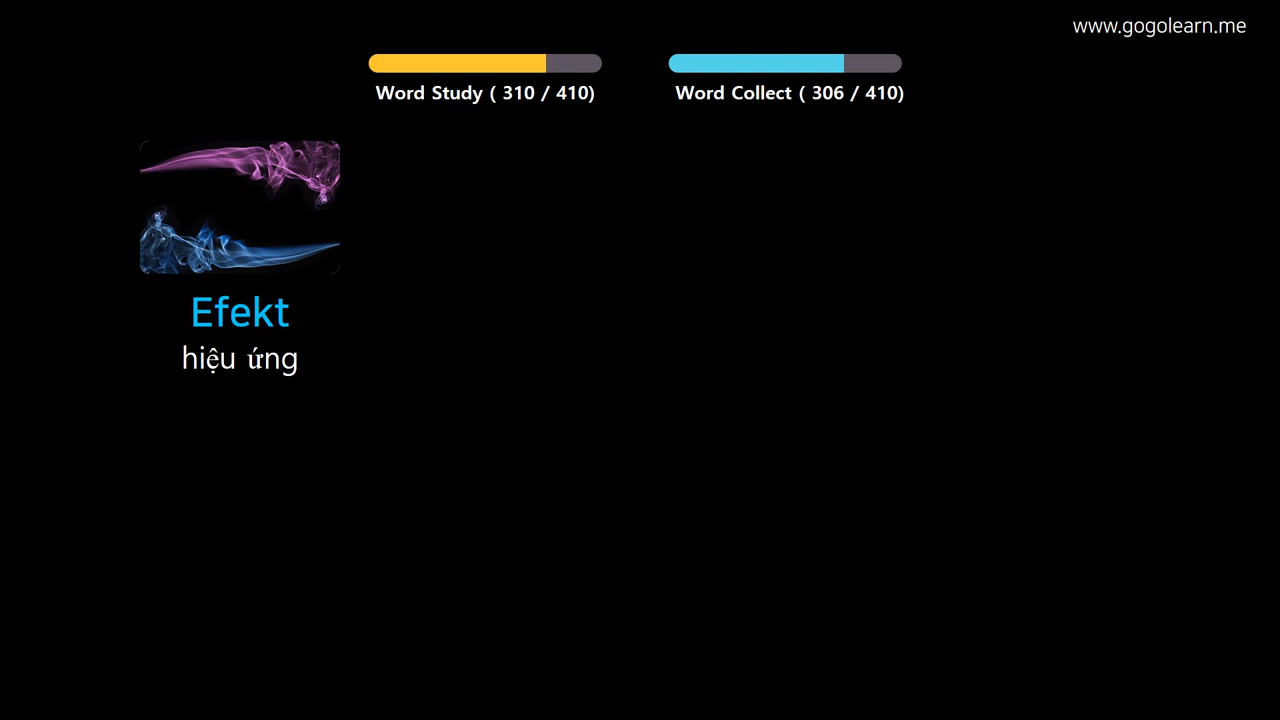 www.gogolearn.me
Word Study ( 310 / 410)
Word Collect ( 306 / 410)
Efekt
hiệu ứng